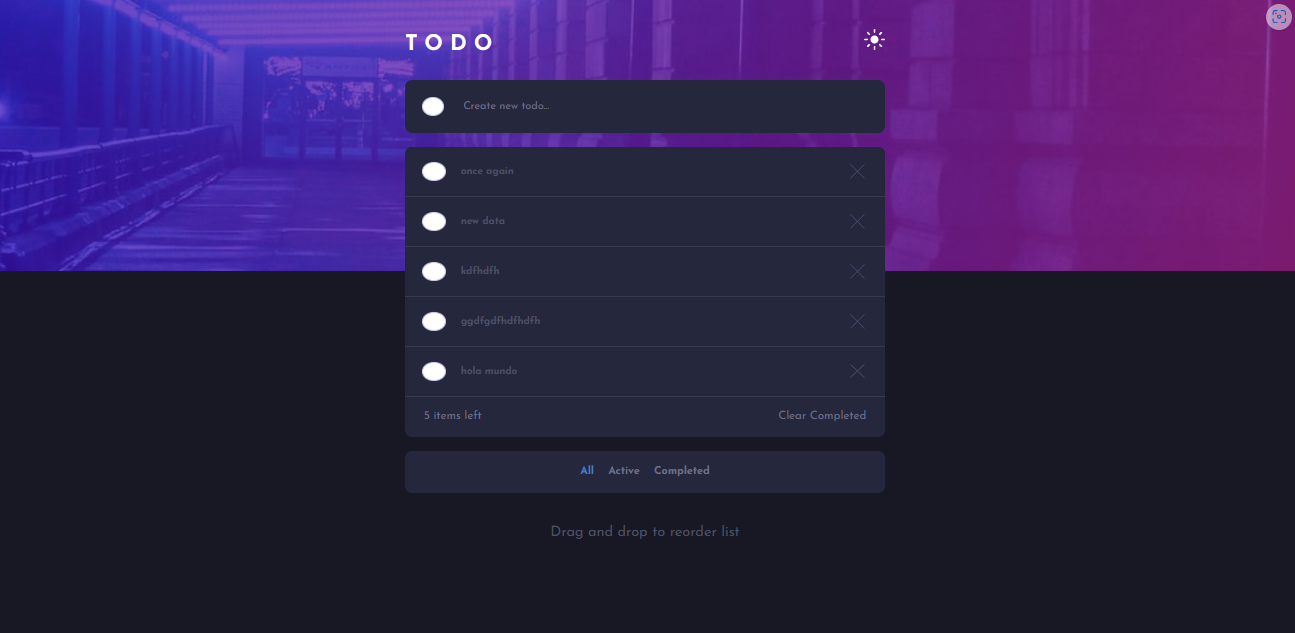 TODO
Create new todo...
once again
new data
kdfhdfh
ggdfgdfhdfhdfh
hola mundo
5 items left Clear Completed
All Active Completed
Drag and drop to reorder list